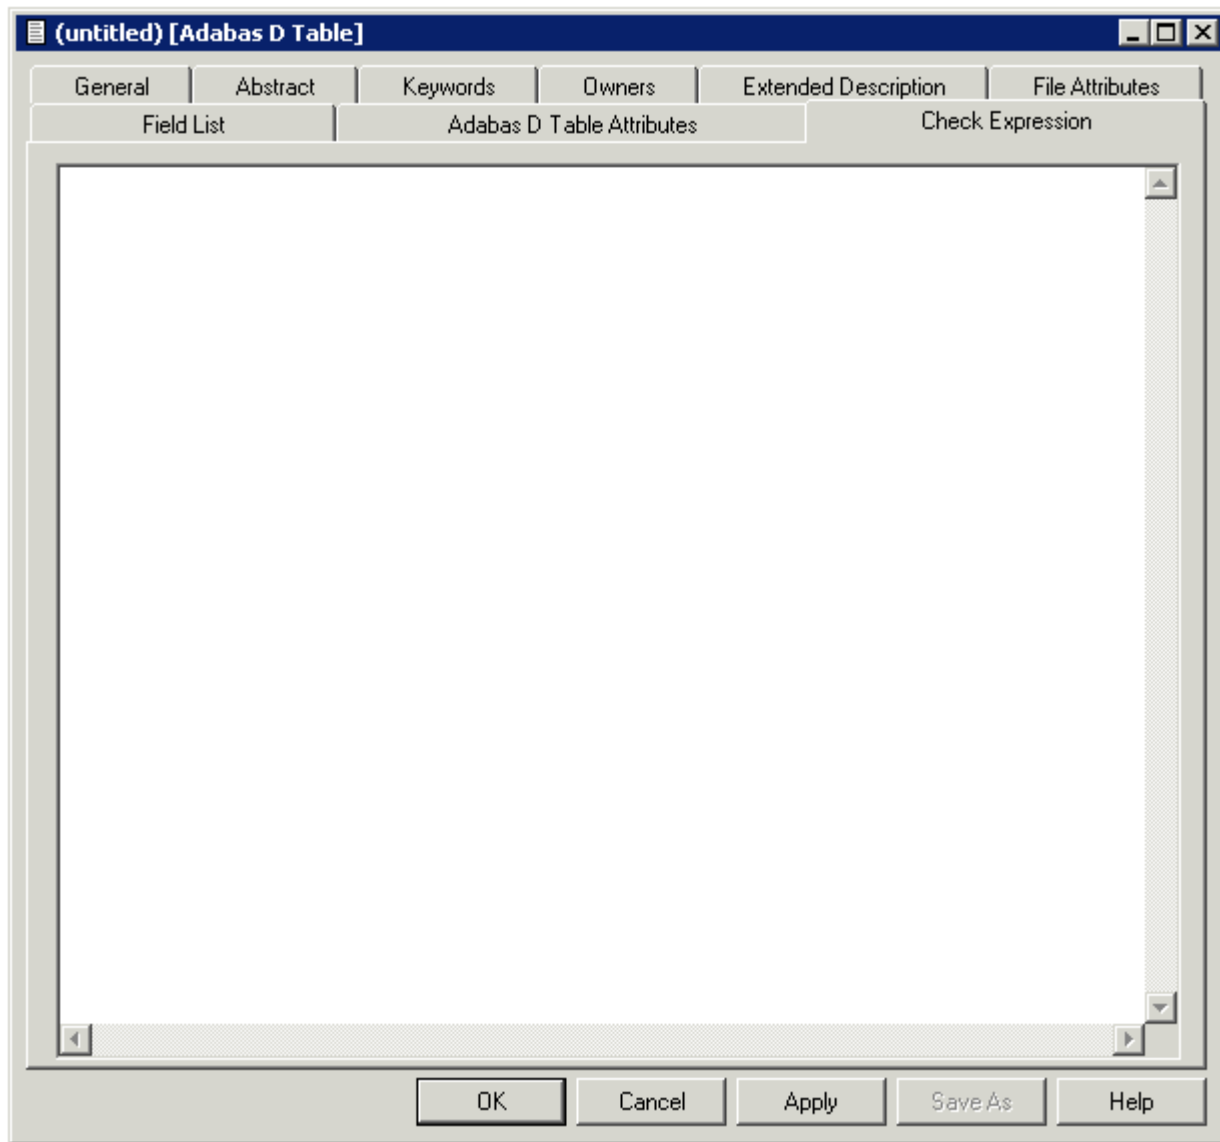 (untitled) [Adabas D Table]
General Abstract Keywords Owners Extended Description File Attributes
Field List Adabas D Table Attributes Check Expression
OK Cancel Apply Save As Help